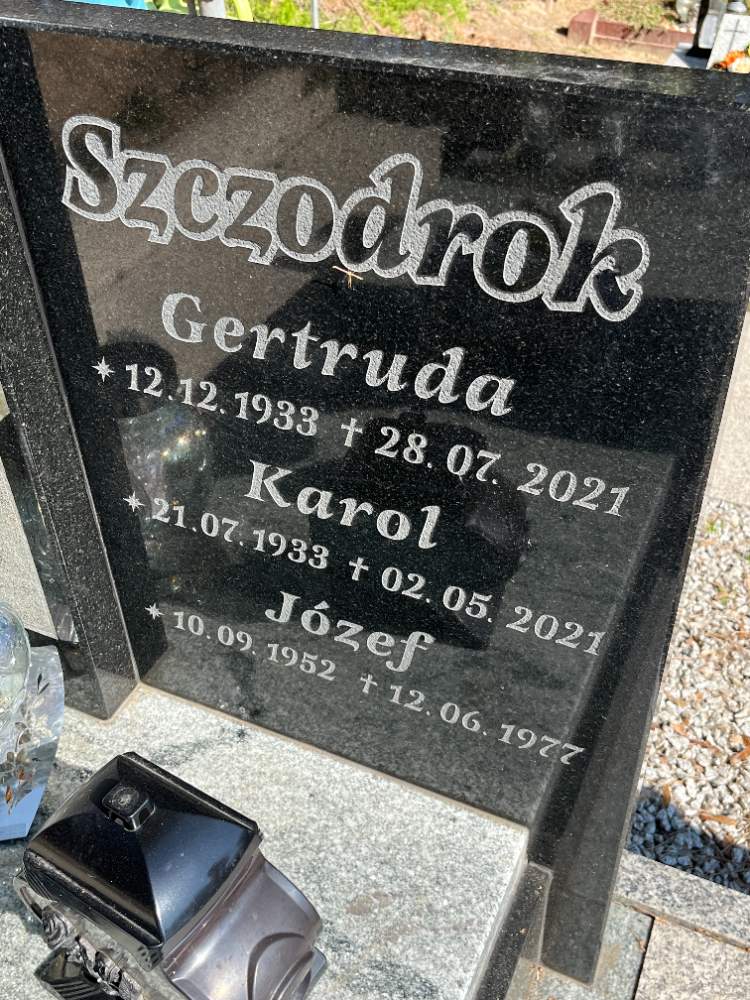 Szczodrok
Gertruda
* 12.12.1933 † 28.07.2021
Karol
* 21.07.1933 † 02.05.2021
Józef
* 10.09.1952 † 12.06.1977